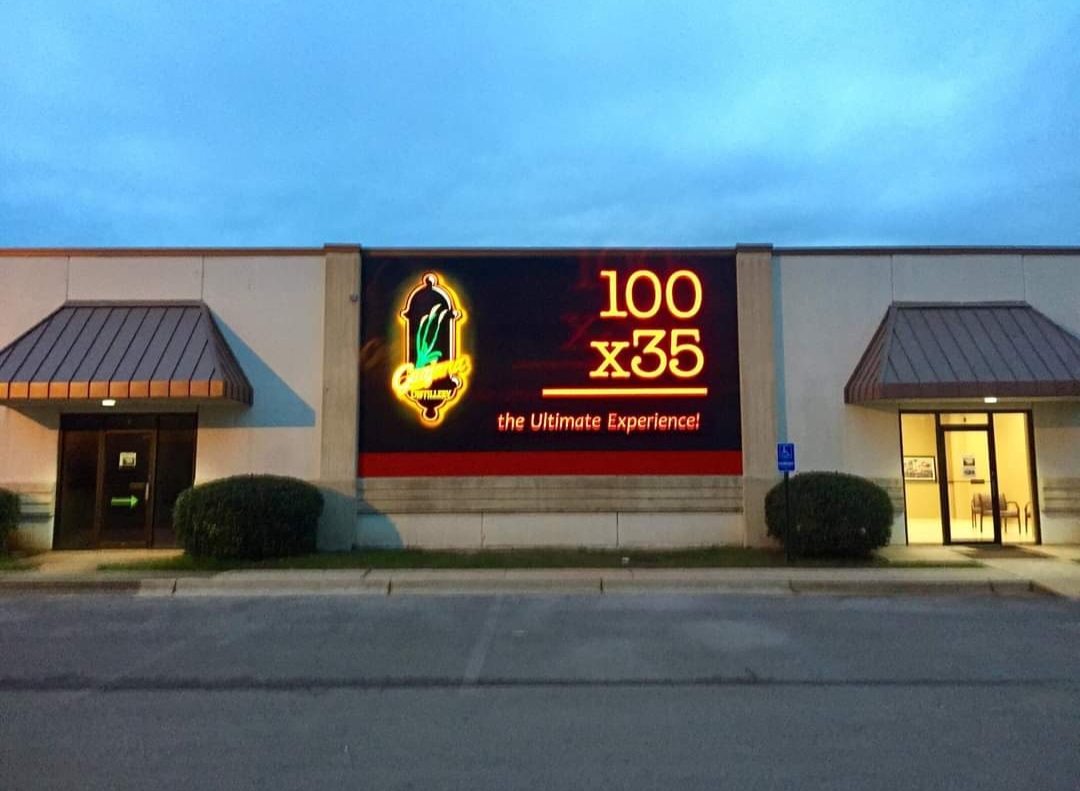 DISTILLERY
100
x35
the Ultimate Experience!